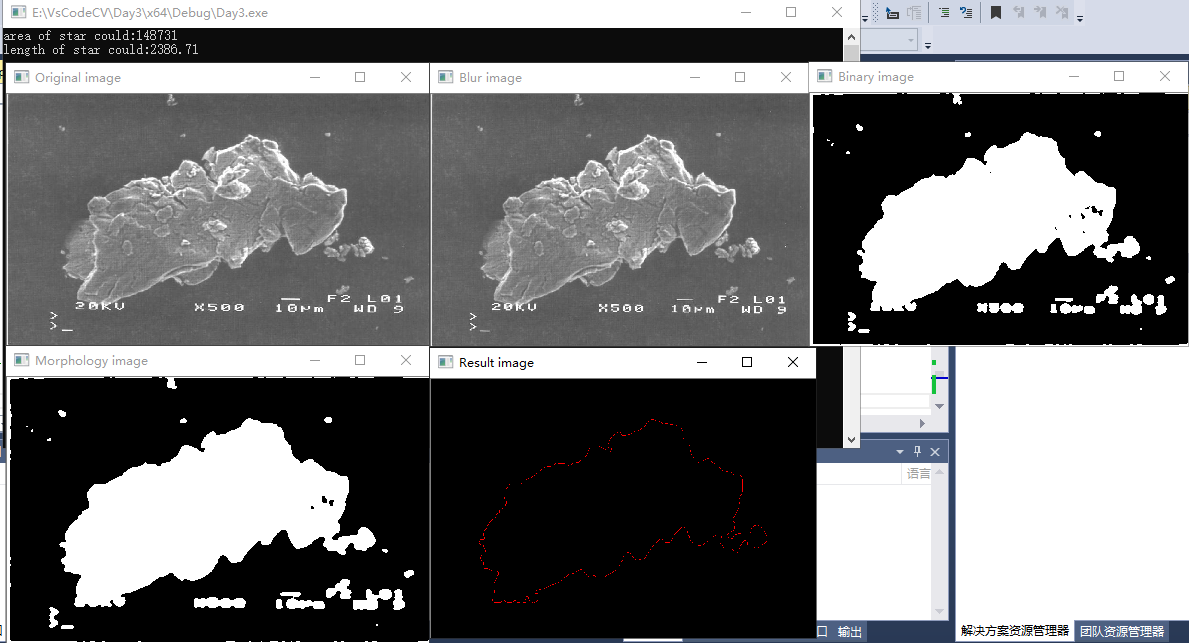 E:\VsCodeCV\Day3\x64\Debug\Day3.exe
area of star could:148731
length of star could:2386.71
Original image
Blur image
Binary image
20KV X500 10μm F2 L01
WD 9
>
>_
20KV X500 10μm F2 L01
WD 9
>
>_
Morphology image
Result image
语言
输出
解决方案资源管理器
团队资源管理器